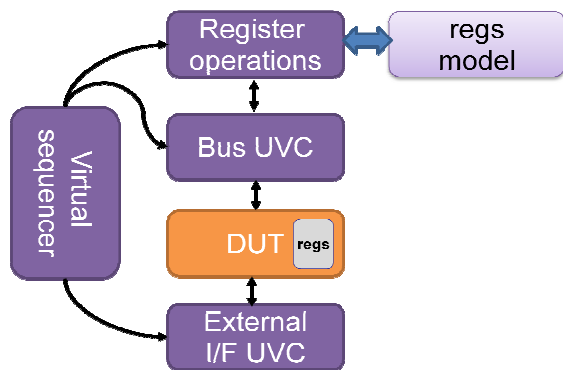 Register
operations
regs
model
Virtual
sequencer
Bus UVC
DUT
regs
External
I/F UVC